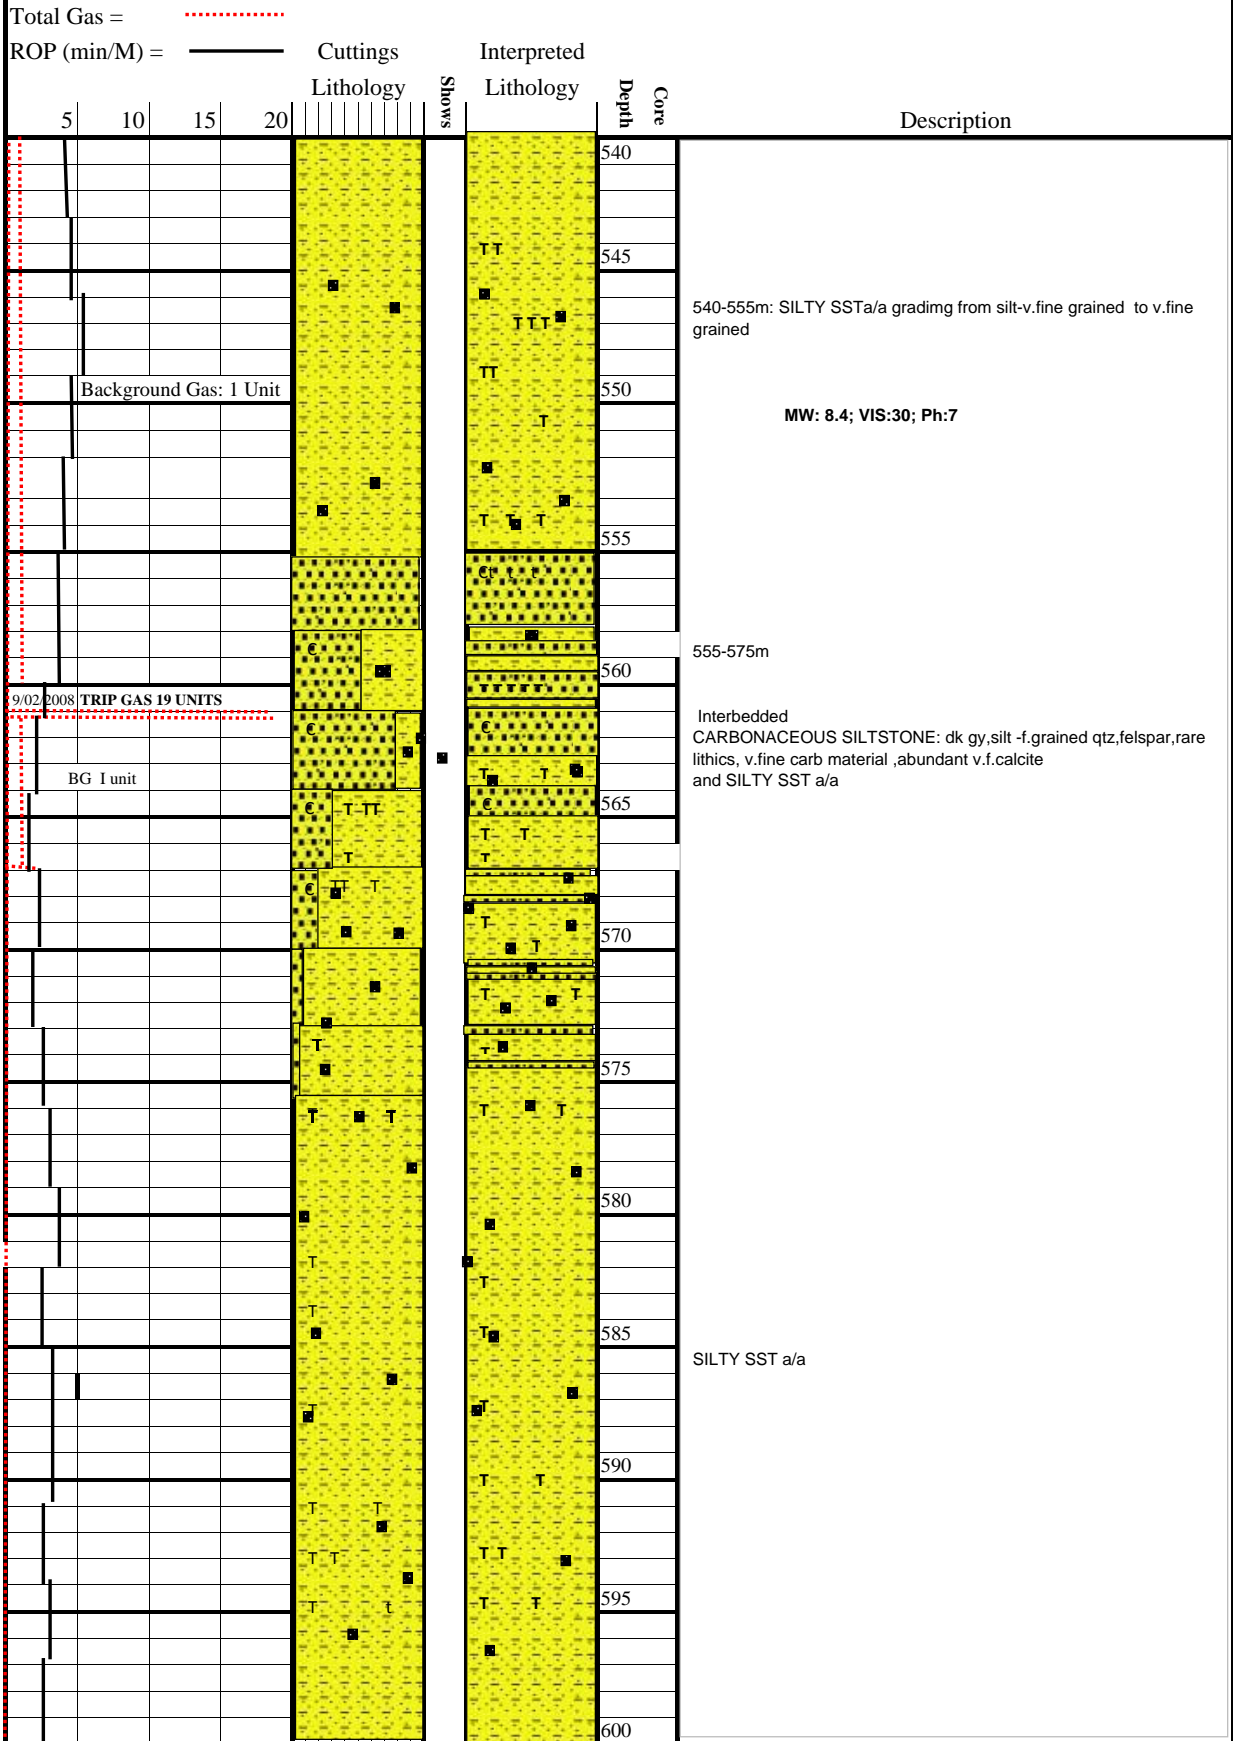 Total Gas =
ROP (min/M) =
Cuttings
Lithology
Shows
Interpreted
Lithology
Depth
Core
Description
5 10 15 20
540
T T
545
540-555m: SILTY SSTa/a gradimg from silt-v.fine grained to v.fine
grained
T T T
TT
Background Gas: 1 Unit
550
MW: 8.4; VIS:30; Ph:7
T
T T T
555
Ct t t
C
555-575m
560
T T T T T
9/02/2008 TRIP GAS 19 UNITS
Interbedded
C
C
CARBONACEOUS SILTSTONE: dk gy,silt -f.grained qtz,felspar,rare
lithics, v.fine carb material ,abundant v.f.calcite
and SILTY SST a/a
BG I unit
T T
565
C T TT
C
T T
T
T
C TT T
T
570
T
T T
T
T
575
T T
T T
580
T
T
T
T
585
SILTY SST a/a
T
T
590
T T
T T
T T
T T
595
T t
T T
600